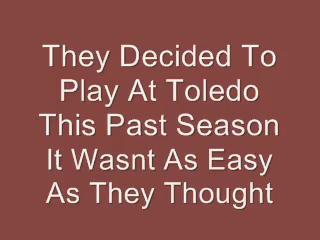 They Decided To
Play At Toledo
This Past Season
It Wasnt As Easy
As They Thought